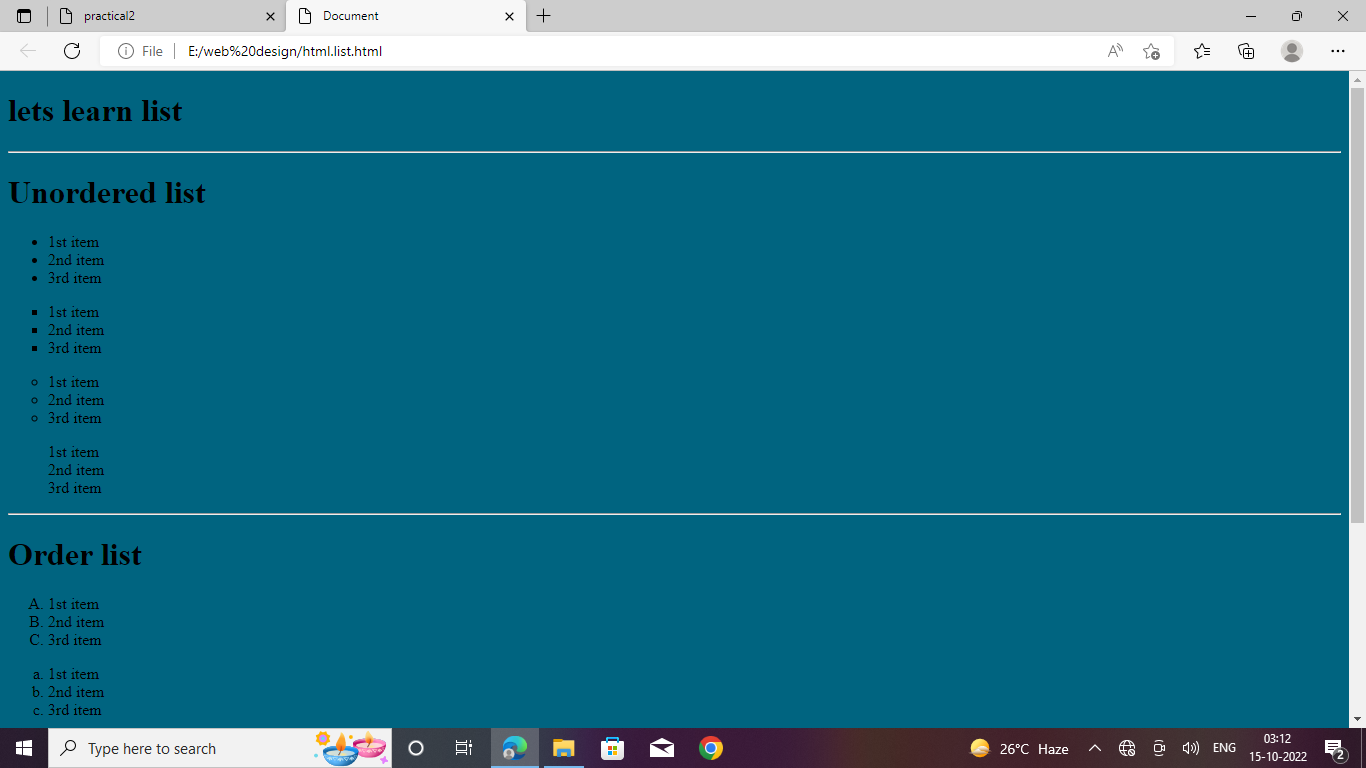 practical2
Document
File
E:/web%20design/html.list.html
lets learn list
Unordered list
• 1st item
• 2nd item
• 3rd item
▪ 1st item
▪ 2nd item
▪ 3rd item
◦ 1st item
◦ 2nd item
◦ 3rd item
1st item
2nd item
3rd item
Order list
A. 1st item
B. 2nd item
C. 3rd item
a. 1st item
b. 2nd item
c. 3rd item
Type here to search
26°C Haze
ENG
03:12
15-10-2022
2